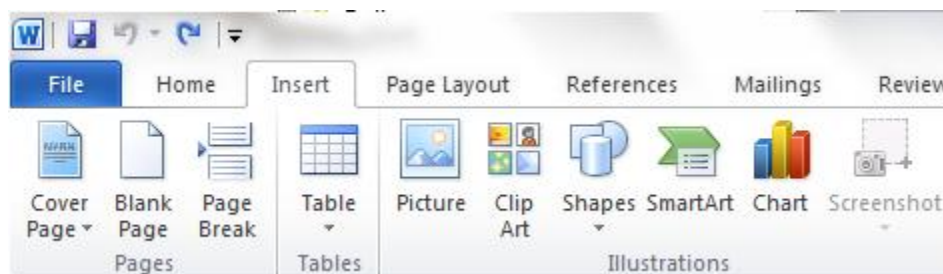 W
File Home Insert Page Layout References Mailings Review
Cover Blank Page Table Picture Clip Shapes SmartArt Chart Screenshot
Page Page Break Art
Pages Tables Illustrations